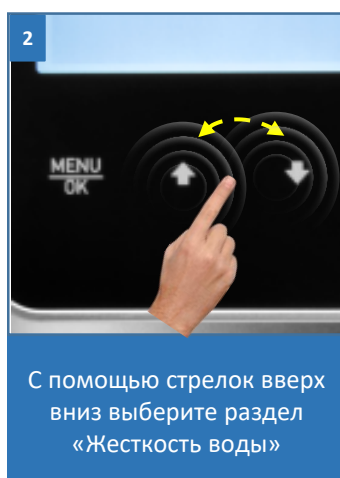 2
MENU
OK
С помощью стрелок вверх
вниз выберите раздел
«Жесткость воды»